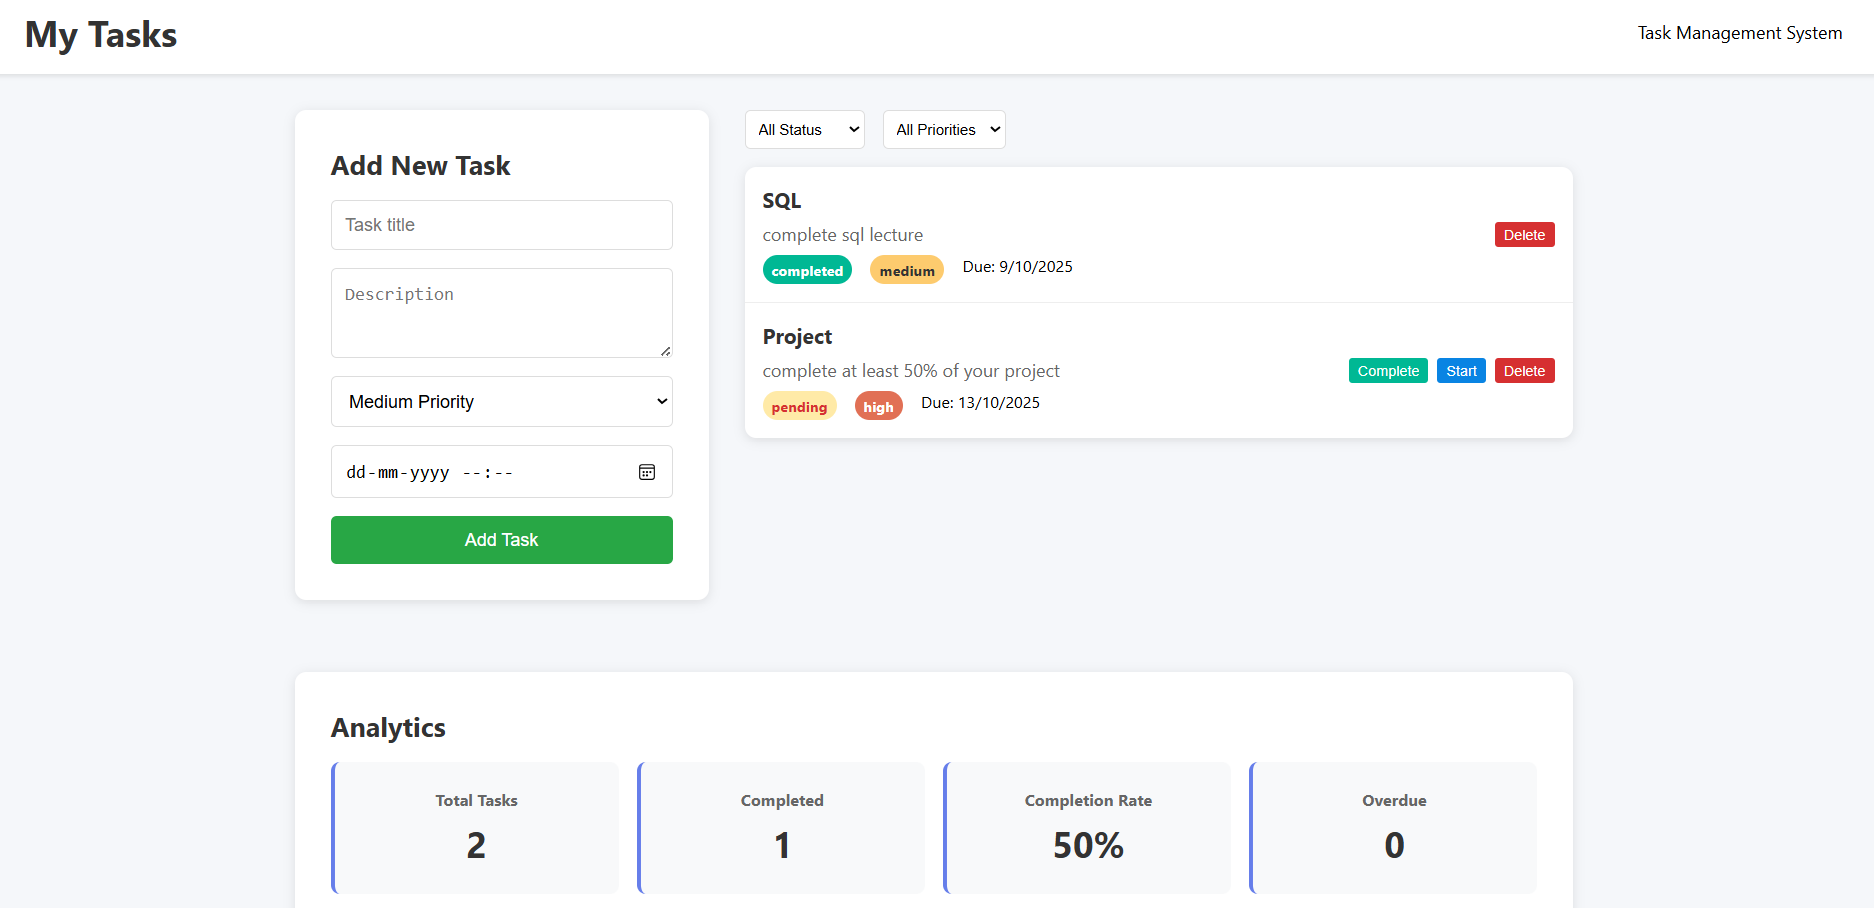 My Tasks
Task Management System
Add New Task
Task title
Description
Medium Priority
dd-mm-yyyy --:--
Add Task
All Status
All Priorities
SQL
complete sql lecture
Delete
completed medium Due: 9/10/2025
Project
complete at least 50% of your project
Complete Start Delete
pending high Due: 13/10/2025
Analytics
Total Tasks
2
Completed
1
Completion Rate
50%
Overdue
0